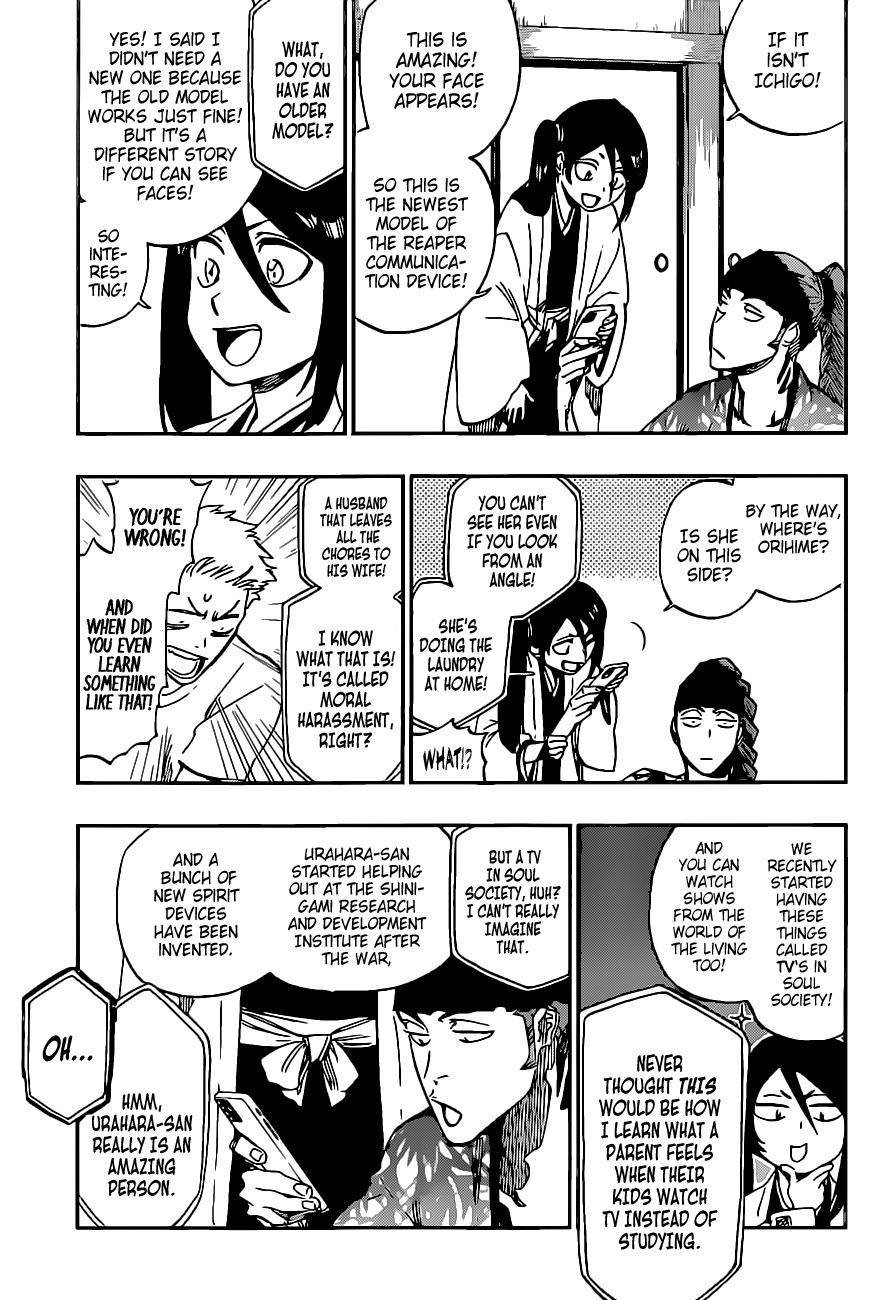 IF IT
ISN'T
ICHIGO!
THIS IS
AMAZING!
YOUR FACE
APPEARS!
SO THIS IS
THE NEWEST
MODEL OF
THE REAPER
COMMUNICA-
TION DEVICE!
WHAT,
DO YOU
HAVE AN
OLDER
MODEL?
YES! I SAID I
DIDN'T NEED A
NEW ONE BECAUSE
THE OLD MODEL
WORKS JUST FINE!
BUT IT'S A
DIFFERENT STORY
IF YOU CAN SEE
FACES!
SO
INTE-
RES-
TING!
BY THE WAY,
WHERE'S
ORIHIME?
IS SHE
ON THIS
SIDE?
YOU CAN'T
SEE HER EVEN
IF YOU LOOK
FROM AN
ANGLE!
SHE'S
DOING THE
LAUNDRY
AT HOME!
WHAT!?
A HUSBAND
THAT LEAVES
ALL THE
CHORES TO
HIS WIFE!
I KNOW
WHAT THAT IS!
IT'S CALLED
MORAL
HARASSMENT,
RIGHT?
YOU'RE
WRONG!
AND
WHEN DID
YOU EVEN
LEARN
SOMETHING
LIKE THAT!
WE
RECENTLY
STARTED
HAVING
THESE
THINGS
CALLED
TV'S IN
SOUL
SOCIETY!
AND
YOU CAN
WATCH
SHOWS
FROM THE
WORLD OF
THE LIVING
TOO!
NEVER
THOUGHT THIS
WOULD BE HOW
I LEARN WHAT A
PARENT FEELS
WHEN THEIR
KIDS WATCH
TV INSTEAD OF
STUDYING.
BUT A TV
IN SOUL
SOCIETY, HUH?
I CAN'T REALLY
IMAGINE
THAT.
URAHARA-SAN
STARTED HELPING
OUT AT THE SHINI-
GAMI RESEARCH
AND DEVELOPMENT
INSTITUTE AFTER
THE WAR,
AND A
BUNCH OF
NEW SPIRIT
DEVICES
HAVE BEEN
INVENTED.
HMM,
URAHARA-SAN
REALLY IS AN
AMAZING
PERSON.
OH...